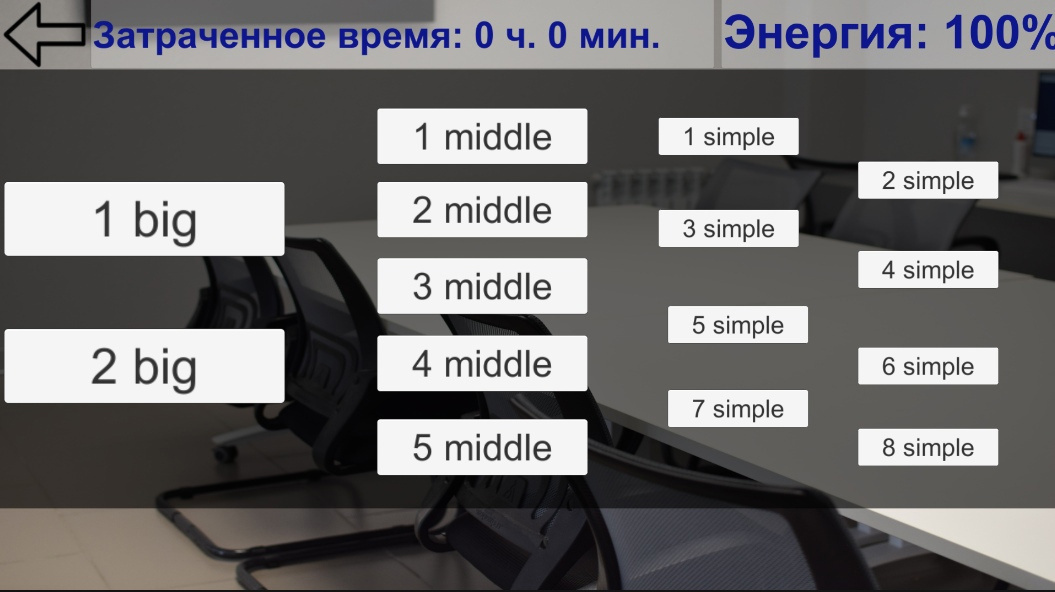 Затраченное время: 0 ч. 0 мин.
Энергия: 100%
1 big
2 big
1 middle
2 middle
3 middle
4 middle
5 middle
1 simple
2 simple
3 simple
4 simple
5 simple
6 simple
7 simple
8 simple